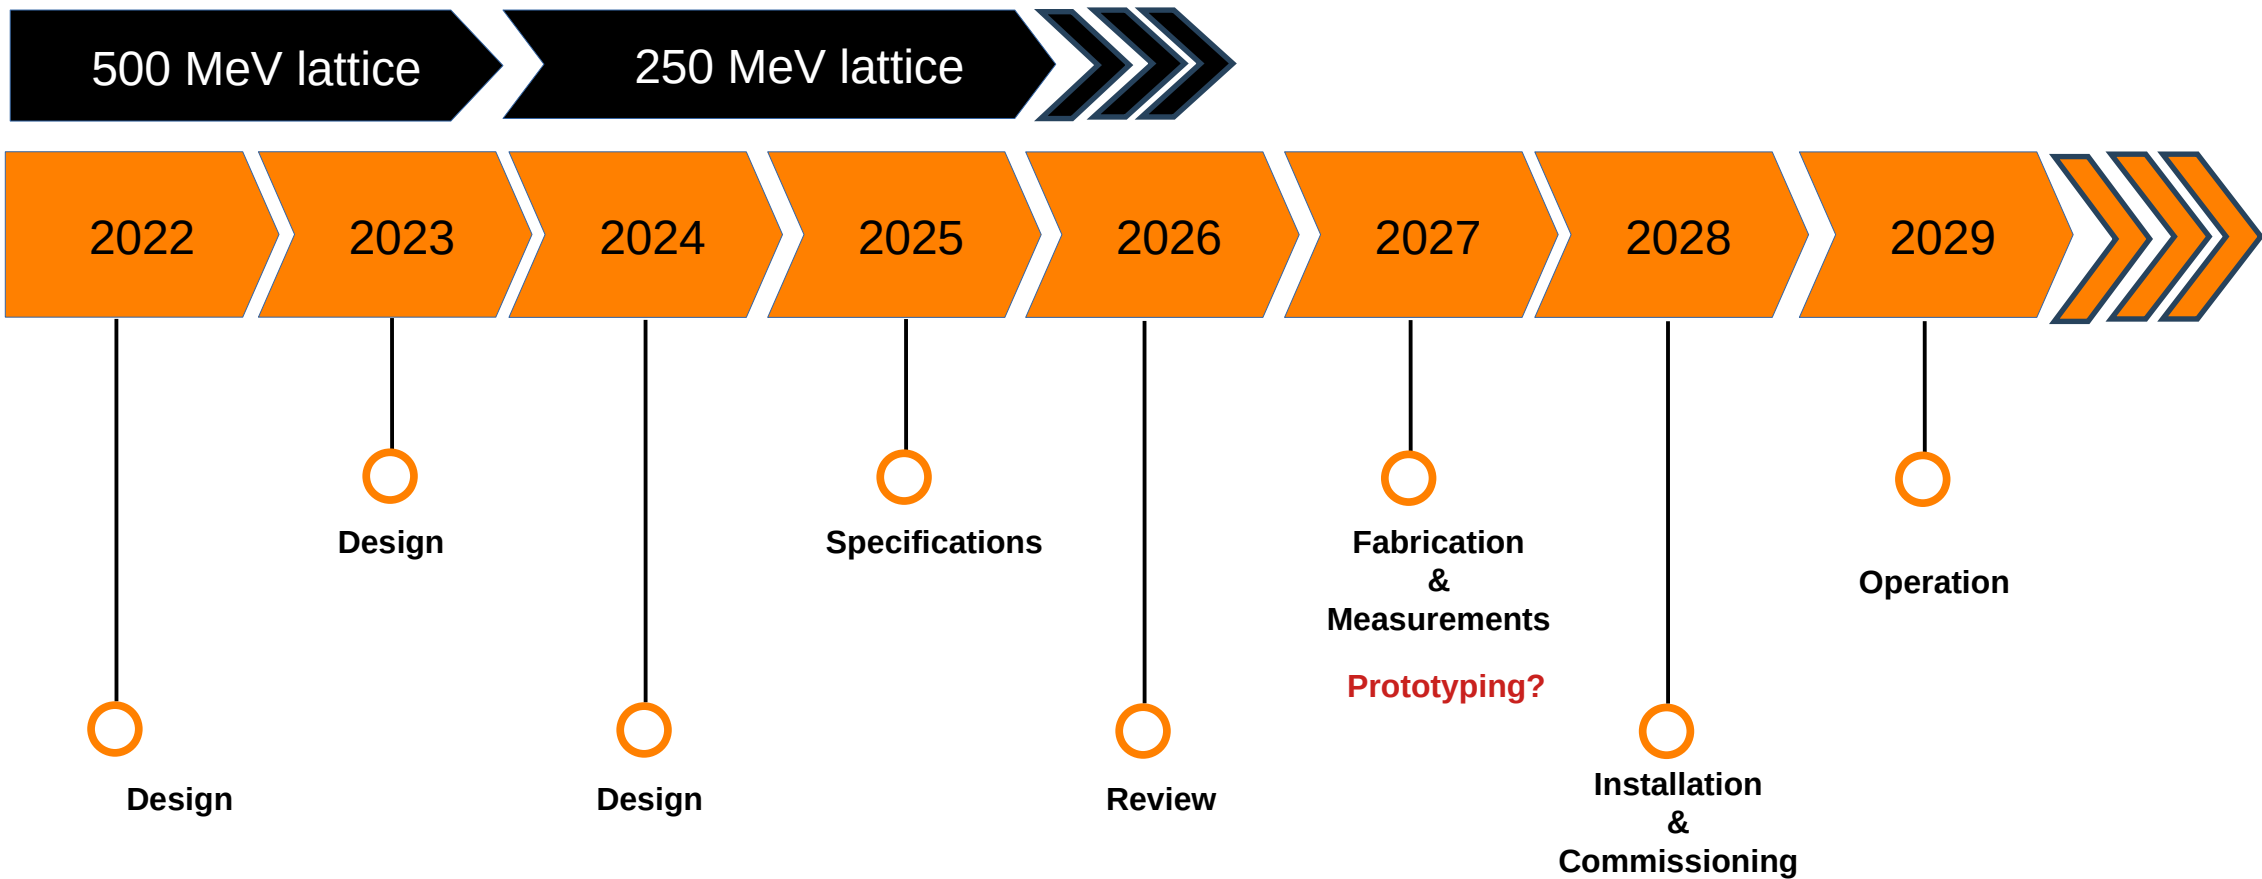 500 MeV lattice
250 MeV lattice
2022
2023
2024
2025
2026
2027
2028
2029
Design
Specifications
Fabrication
&
Measurements
Prototyping?
Operation
Design
Design
Review
Installation
&
Commissioning